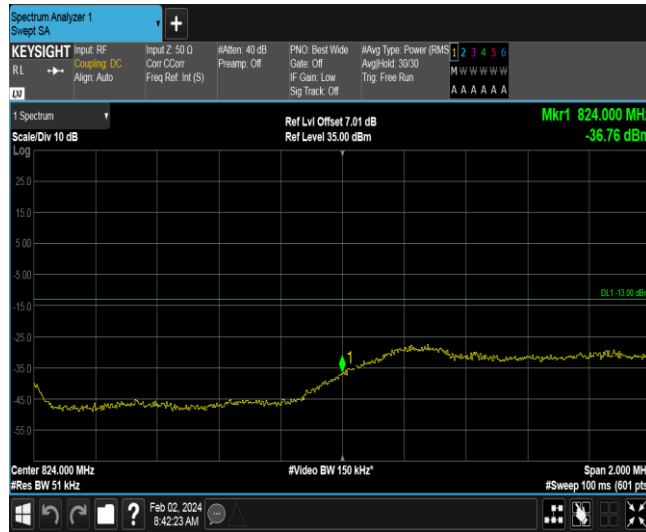 Spectrum Analyzer 1
Swept SA
+
KEYSIGHT
RL
LXI
Input: RF
Coupling: DC
Align: Auto
Input Z: 50 Ω
Corr CCorr
Freq Ref: Int (S)
#Atten: 40 dB
Preamp: Off
PNO: Best Wide
Gate: Off
IF Gain: Low
Sig Track: Off
#Avg Type: Power (RMS
Avg|Hold: 30/30
Trig: Free Run
1 2 3 4 5 6
M W W W W W
A A A A A A
1 Spectrum
Scale/Div 10 dB
Ref Lvl Offset 7.01 dB
Ref Level 35.00 dBm
Mkr1 824.000 MHz
-36.76 dBm
Log
25.0
15.0
5.00
-5.00
DL1 -13.00 dBm
-15.0
-25.0
1
-35.0
-45.0
-55.0
Center 824.000 MHz
#Video BW 150 kHz*
Span 2.000 MH
#Res BW 51 kHz
#Sweep 100 ms (601 pts
?
Feb 02, 2024
8:42:23 AM